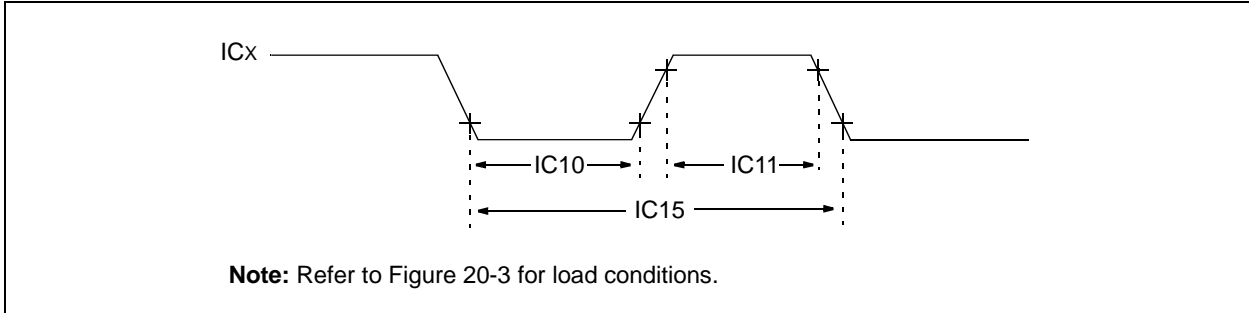 ICX
IC10
IC11
IC15
Note: Refer to Figure 20-3 for load conditions.